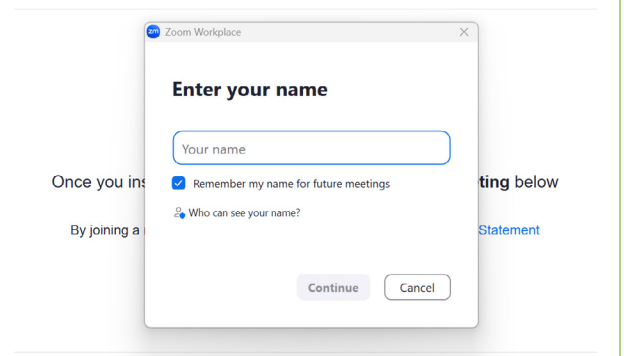 zm Zoom Workplace
Enter your name
Your name
Once you ins ting below
Remember my name for future meetings
Who can see your name?
By joining a Statement
Continue Cancel